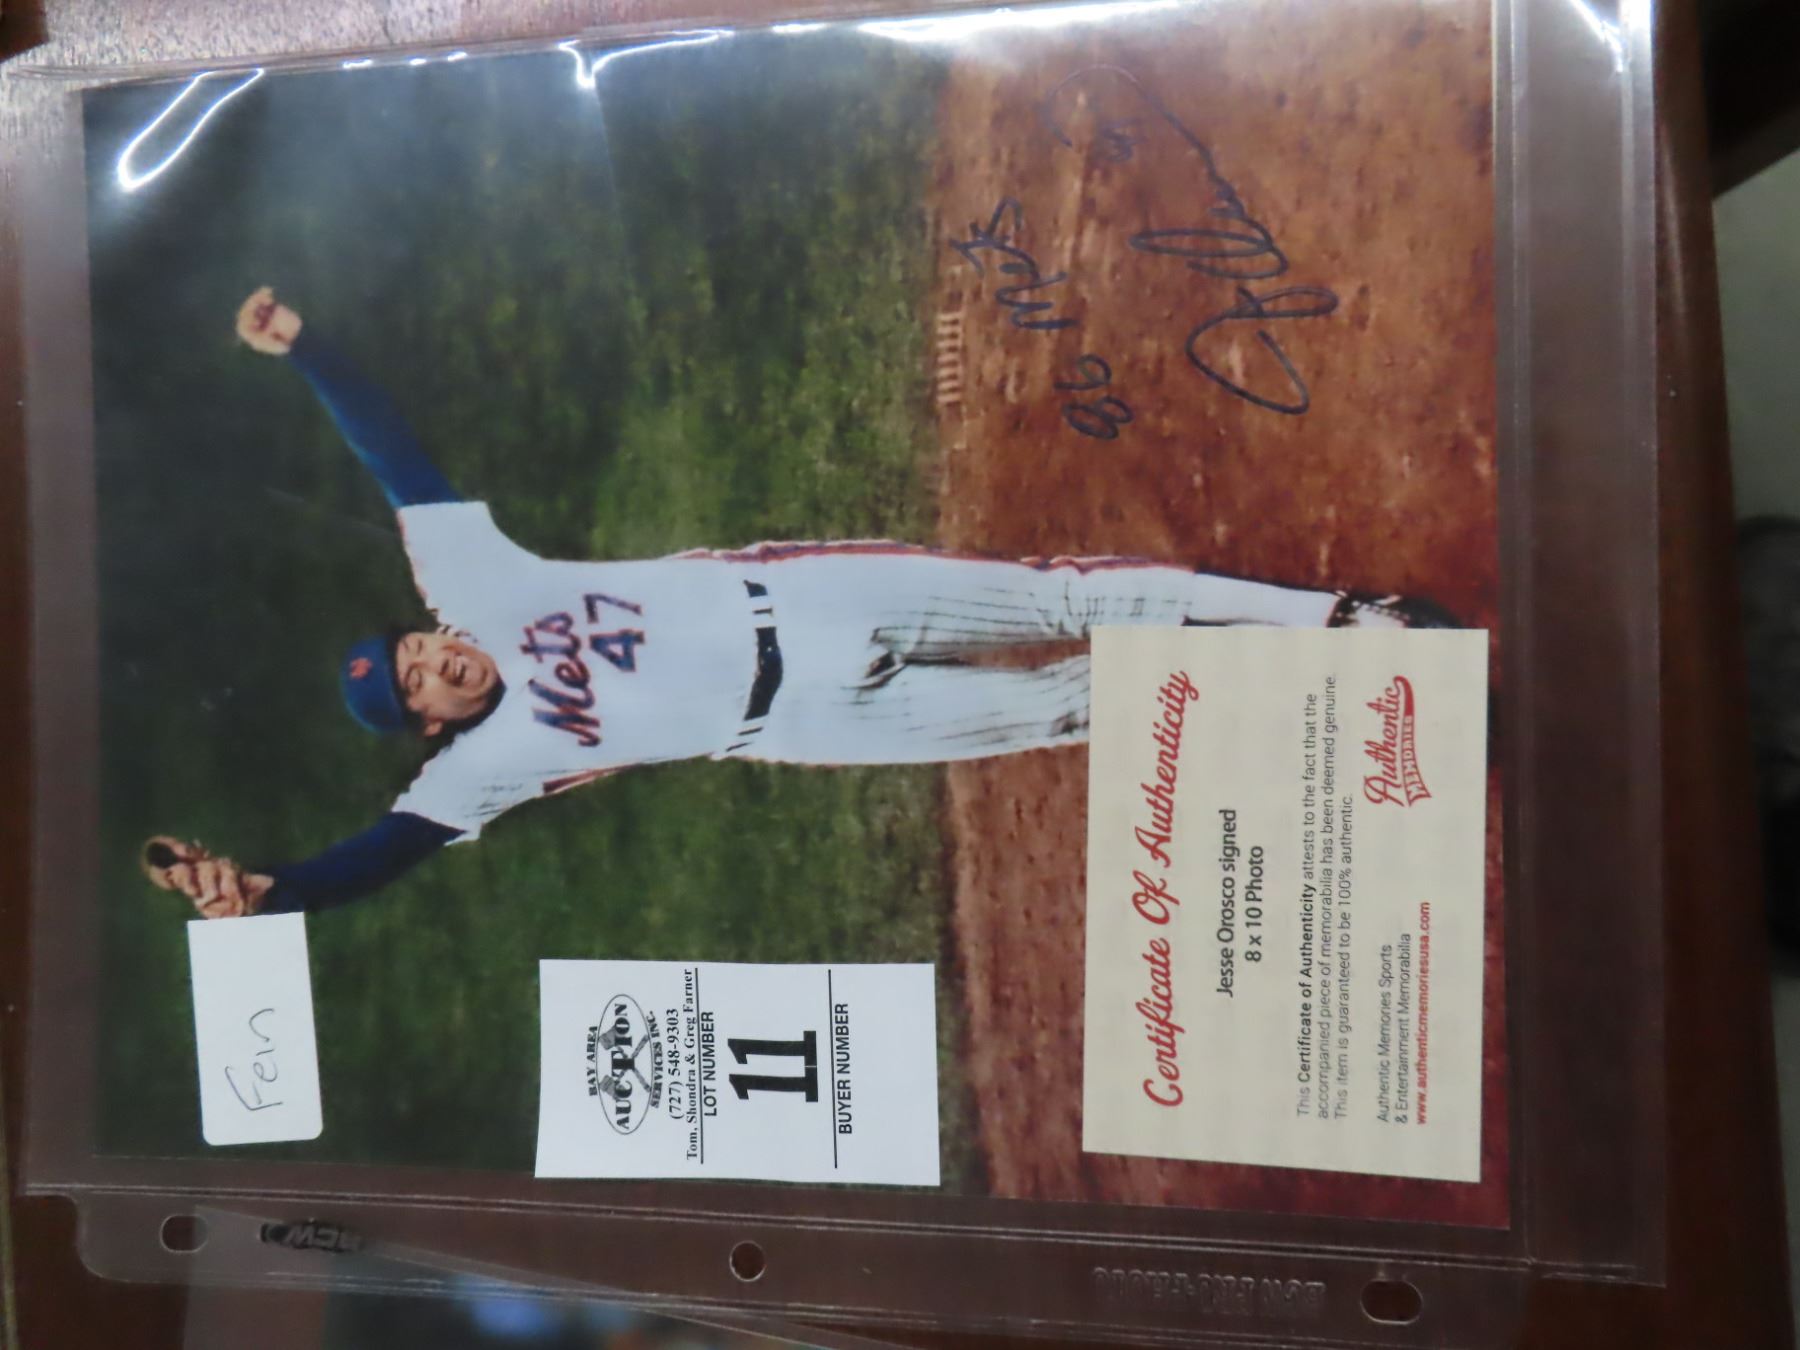 Mets
47
86 Mets
Fein
BAY AREA
AUCTION
SERVICES INC.
(727) 548-9303
Tom, Shondra & Greg Farner
LOT NUMBER
11
BUYER NUMBER
Certificate Of Authenticity
Jesse Orosco signed
8 x 10 Photo
This Certificate of Authenticity attests to the fact that the
accompanied piece of memorabilia has been deemed genuine.
This item is guaranteed to be 100% authentic.
Authentic Memories Sports
& Entertainment Memorabilia
www.authenticmemoriesusa.com
Authentic
MEMORIES